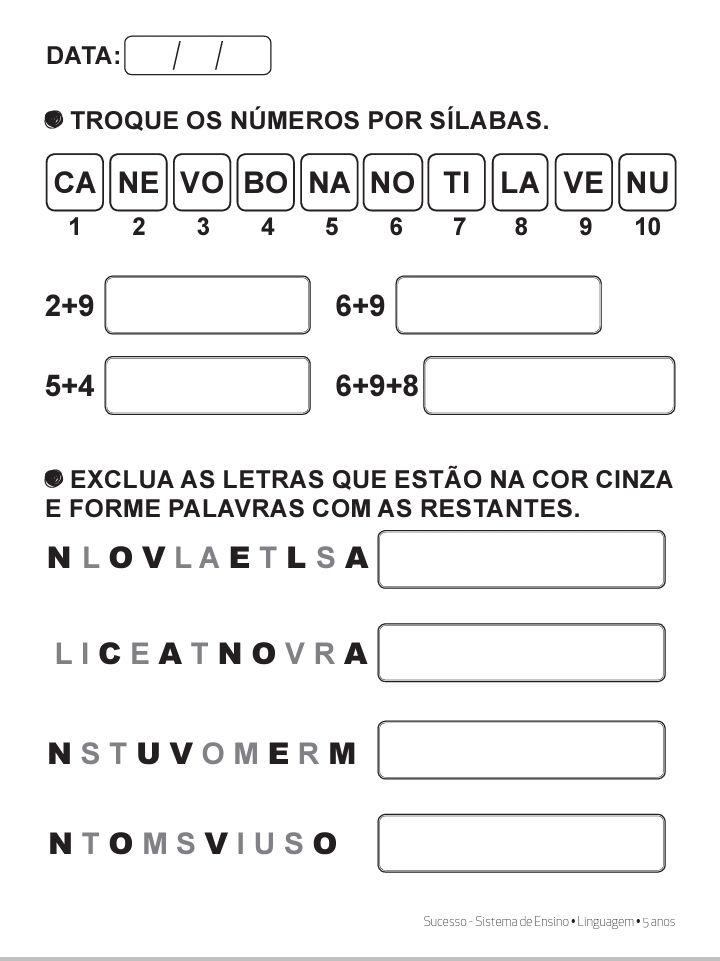 DATA: / /
TROQUE OS NÚMEROS POR SÍLABAS.
CA NE VO BO NA NO TI LA VE NU
1 2 3 4 5 6 7 8 9 10
2+9 6+9
5+4 6+9+8
EXCLUA AS LETRAS QUE ESTÃO NA COR CINZA
E FORME PALAVRAS COM AS RESTANTES.
N L O V L A E T L S A
L I C E A T N O V R A
N S T U V O M E R M
N T O M S V I U S O
Sucesso - Sistema de Ensino • Linguagem • 5 anos